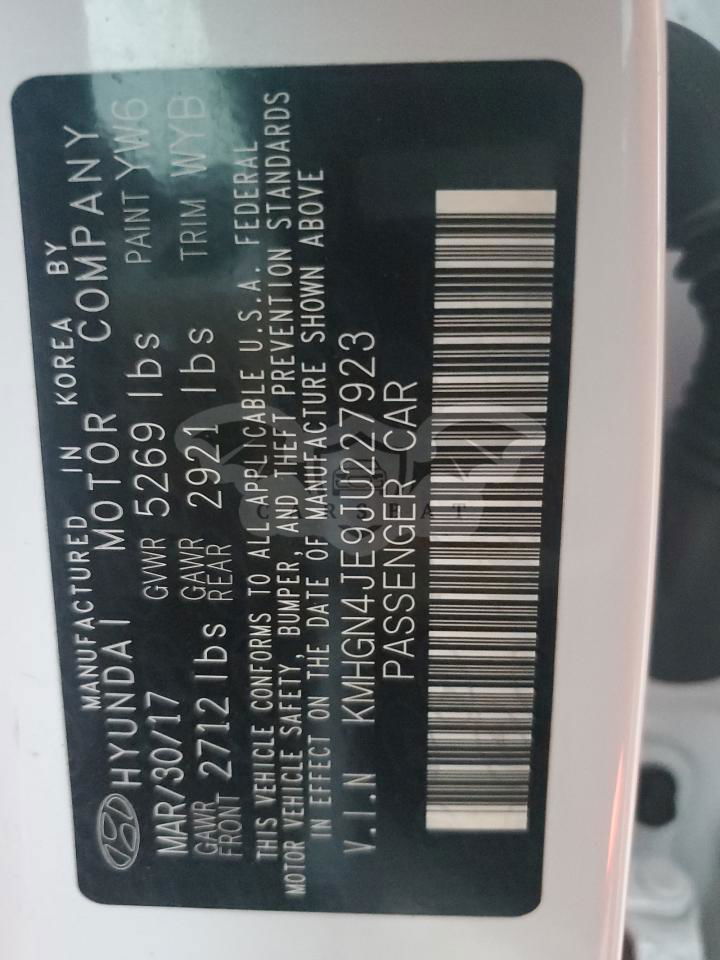 MANUFACTURED IN KOREA BY
HYUNDAI MOTOR COMPANY
MAR/30/17 GVWR 5269 lbs PAINT YW6
GAWR FRONT 2712 lbs GAWR REAR 2921 lbs TRIM WYB
THIS VEHICLE CONFORMS TO ALL APPLICABLE U.S.A. FEDERAL
MOTOR VEHICLE SAFETY, BUMPER, AND THEFT PREVENTION STANDARDS
IN EFFECT ON THE DATE OF MANUFACTURE SHOWN ABOVE
V.I.N KMHGN4JE9JU227923
PASSENGER CAR
CARSBAT